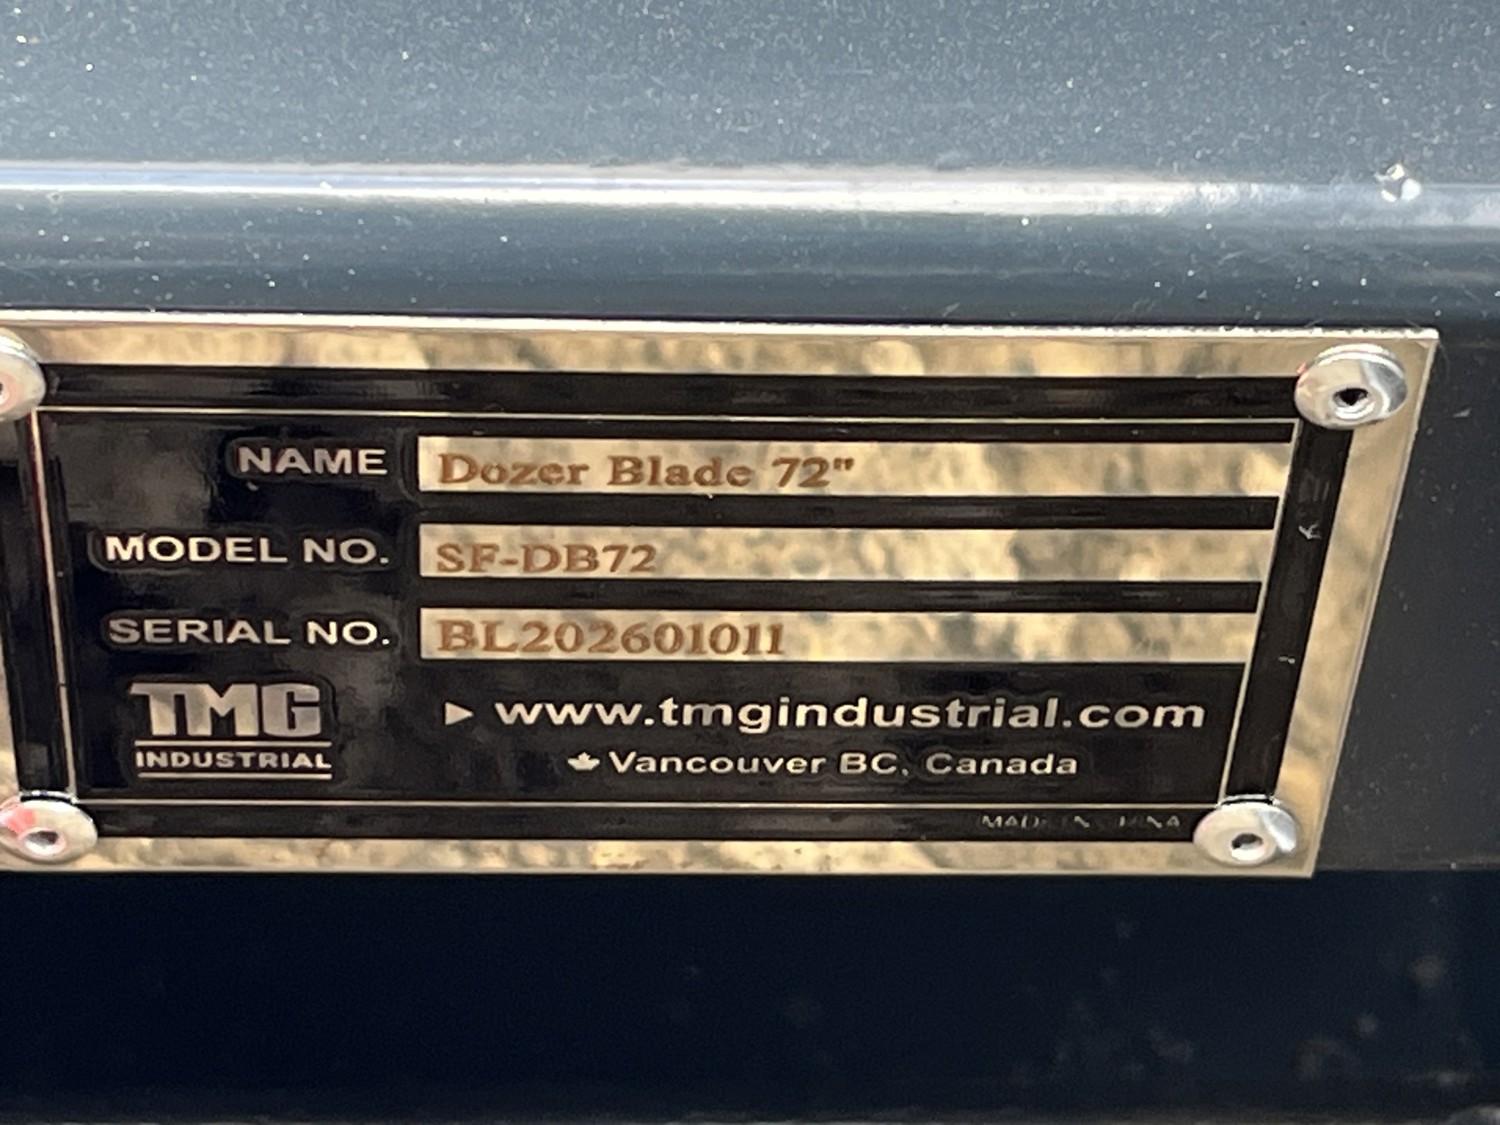 NAME Dozer Blade 72"
MODEL NO. SF-DB72
SERIAL NO. BL202601011
TMG
INDUSTRIAL
www.tmgindustrial.com
Vancouver BC, Canada